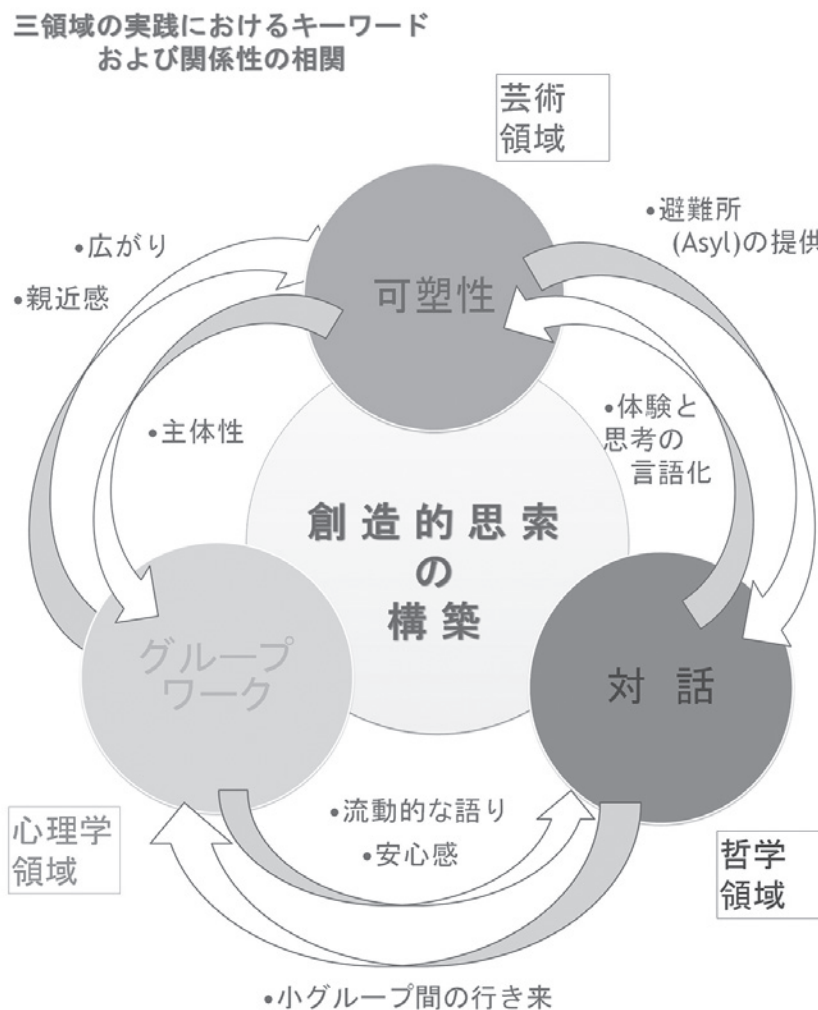 三領域の実践におけるキーワード
および関係性の相関
芸術
領域
•避難所
(Asyl)の提供
•広がり
•親近感
可塑性
•主体性
•体験と
思考の
言語化
創造的思索
の
構築
グループ
ワーク
対 話
•流動的な語り
•安心感
心理学
領域
哲学
領域
•小グループ間の行き来